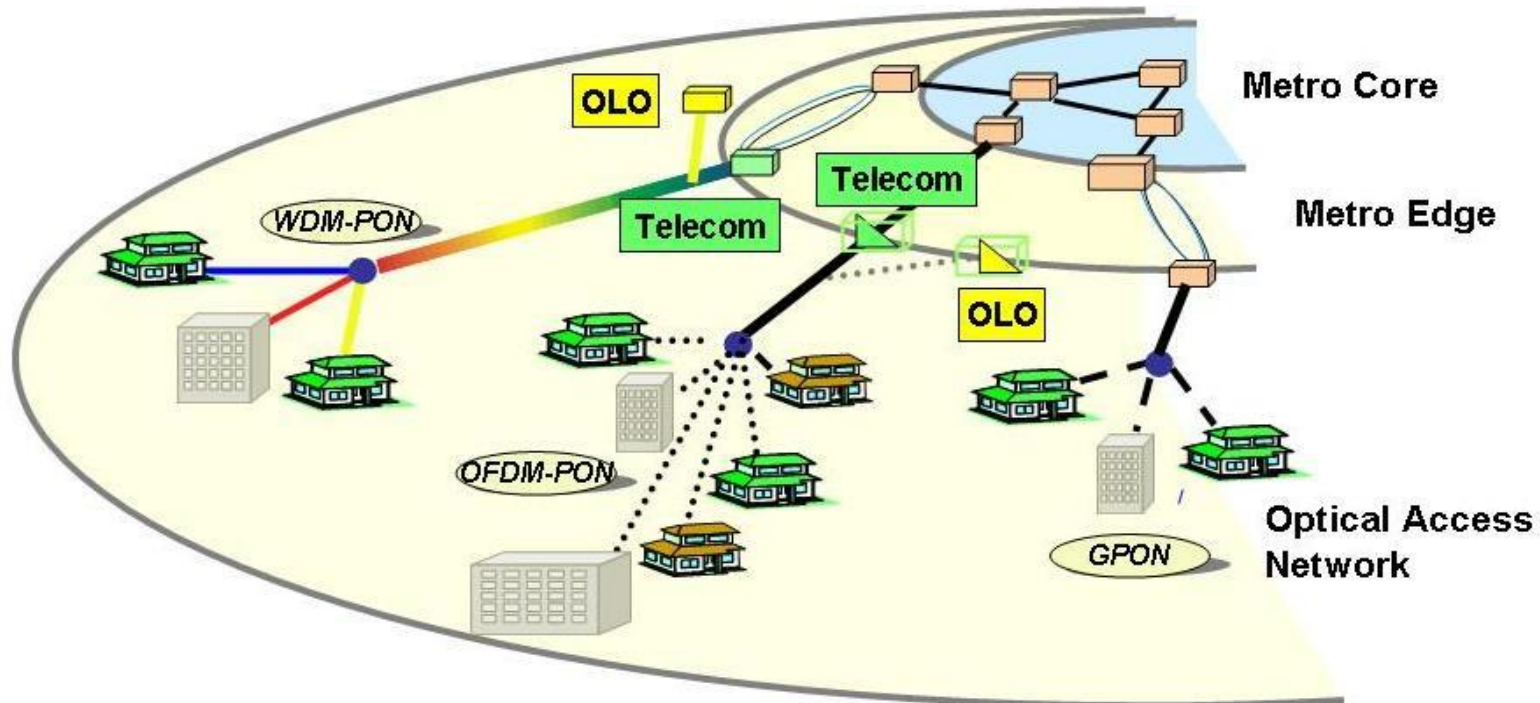 OLO
Metro Core
Telecom
WDM-PON
Telecom
Metro Edge
OLO
OFDM-PON
Optical Access
Network
GPON